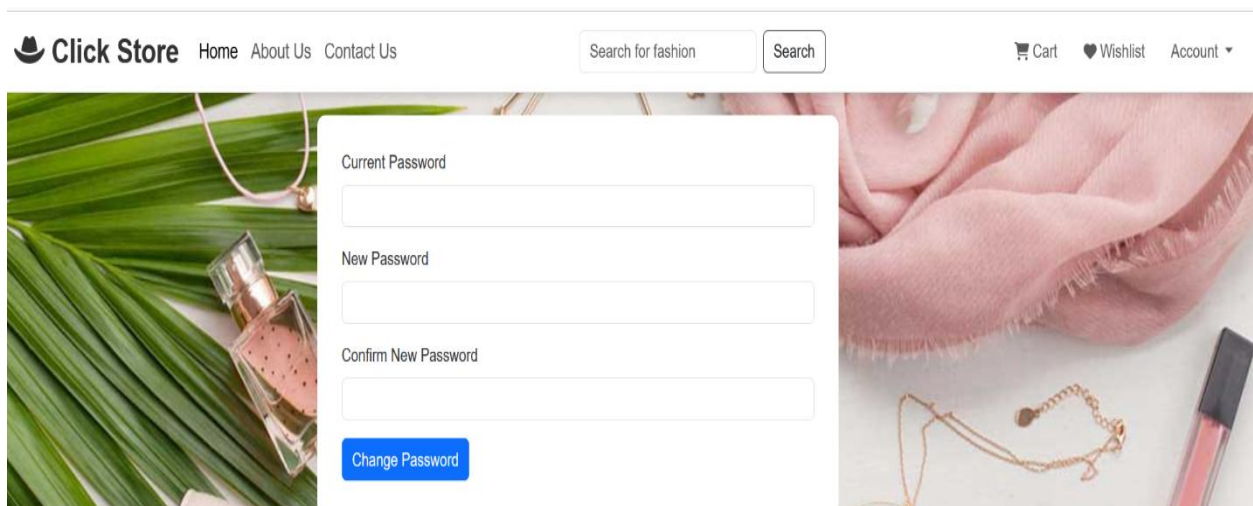 Click Store Home About Us Contact Us Search for fashion Search Cart Wishlist Account
Current Password
New Password
Confirm New Password
Change Password